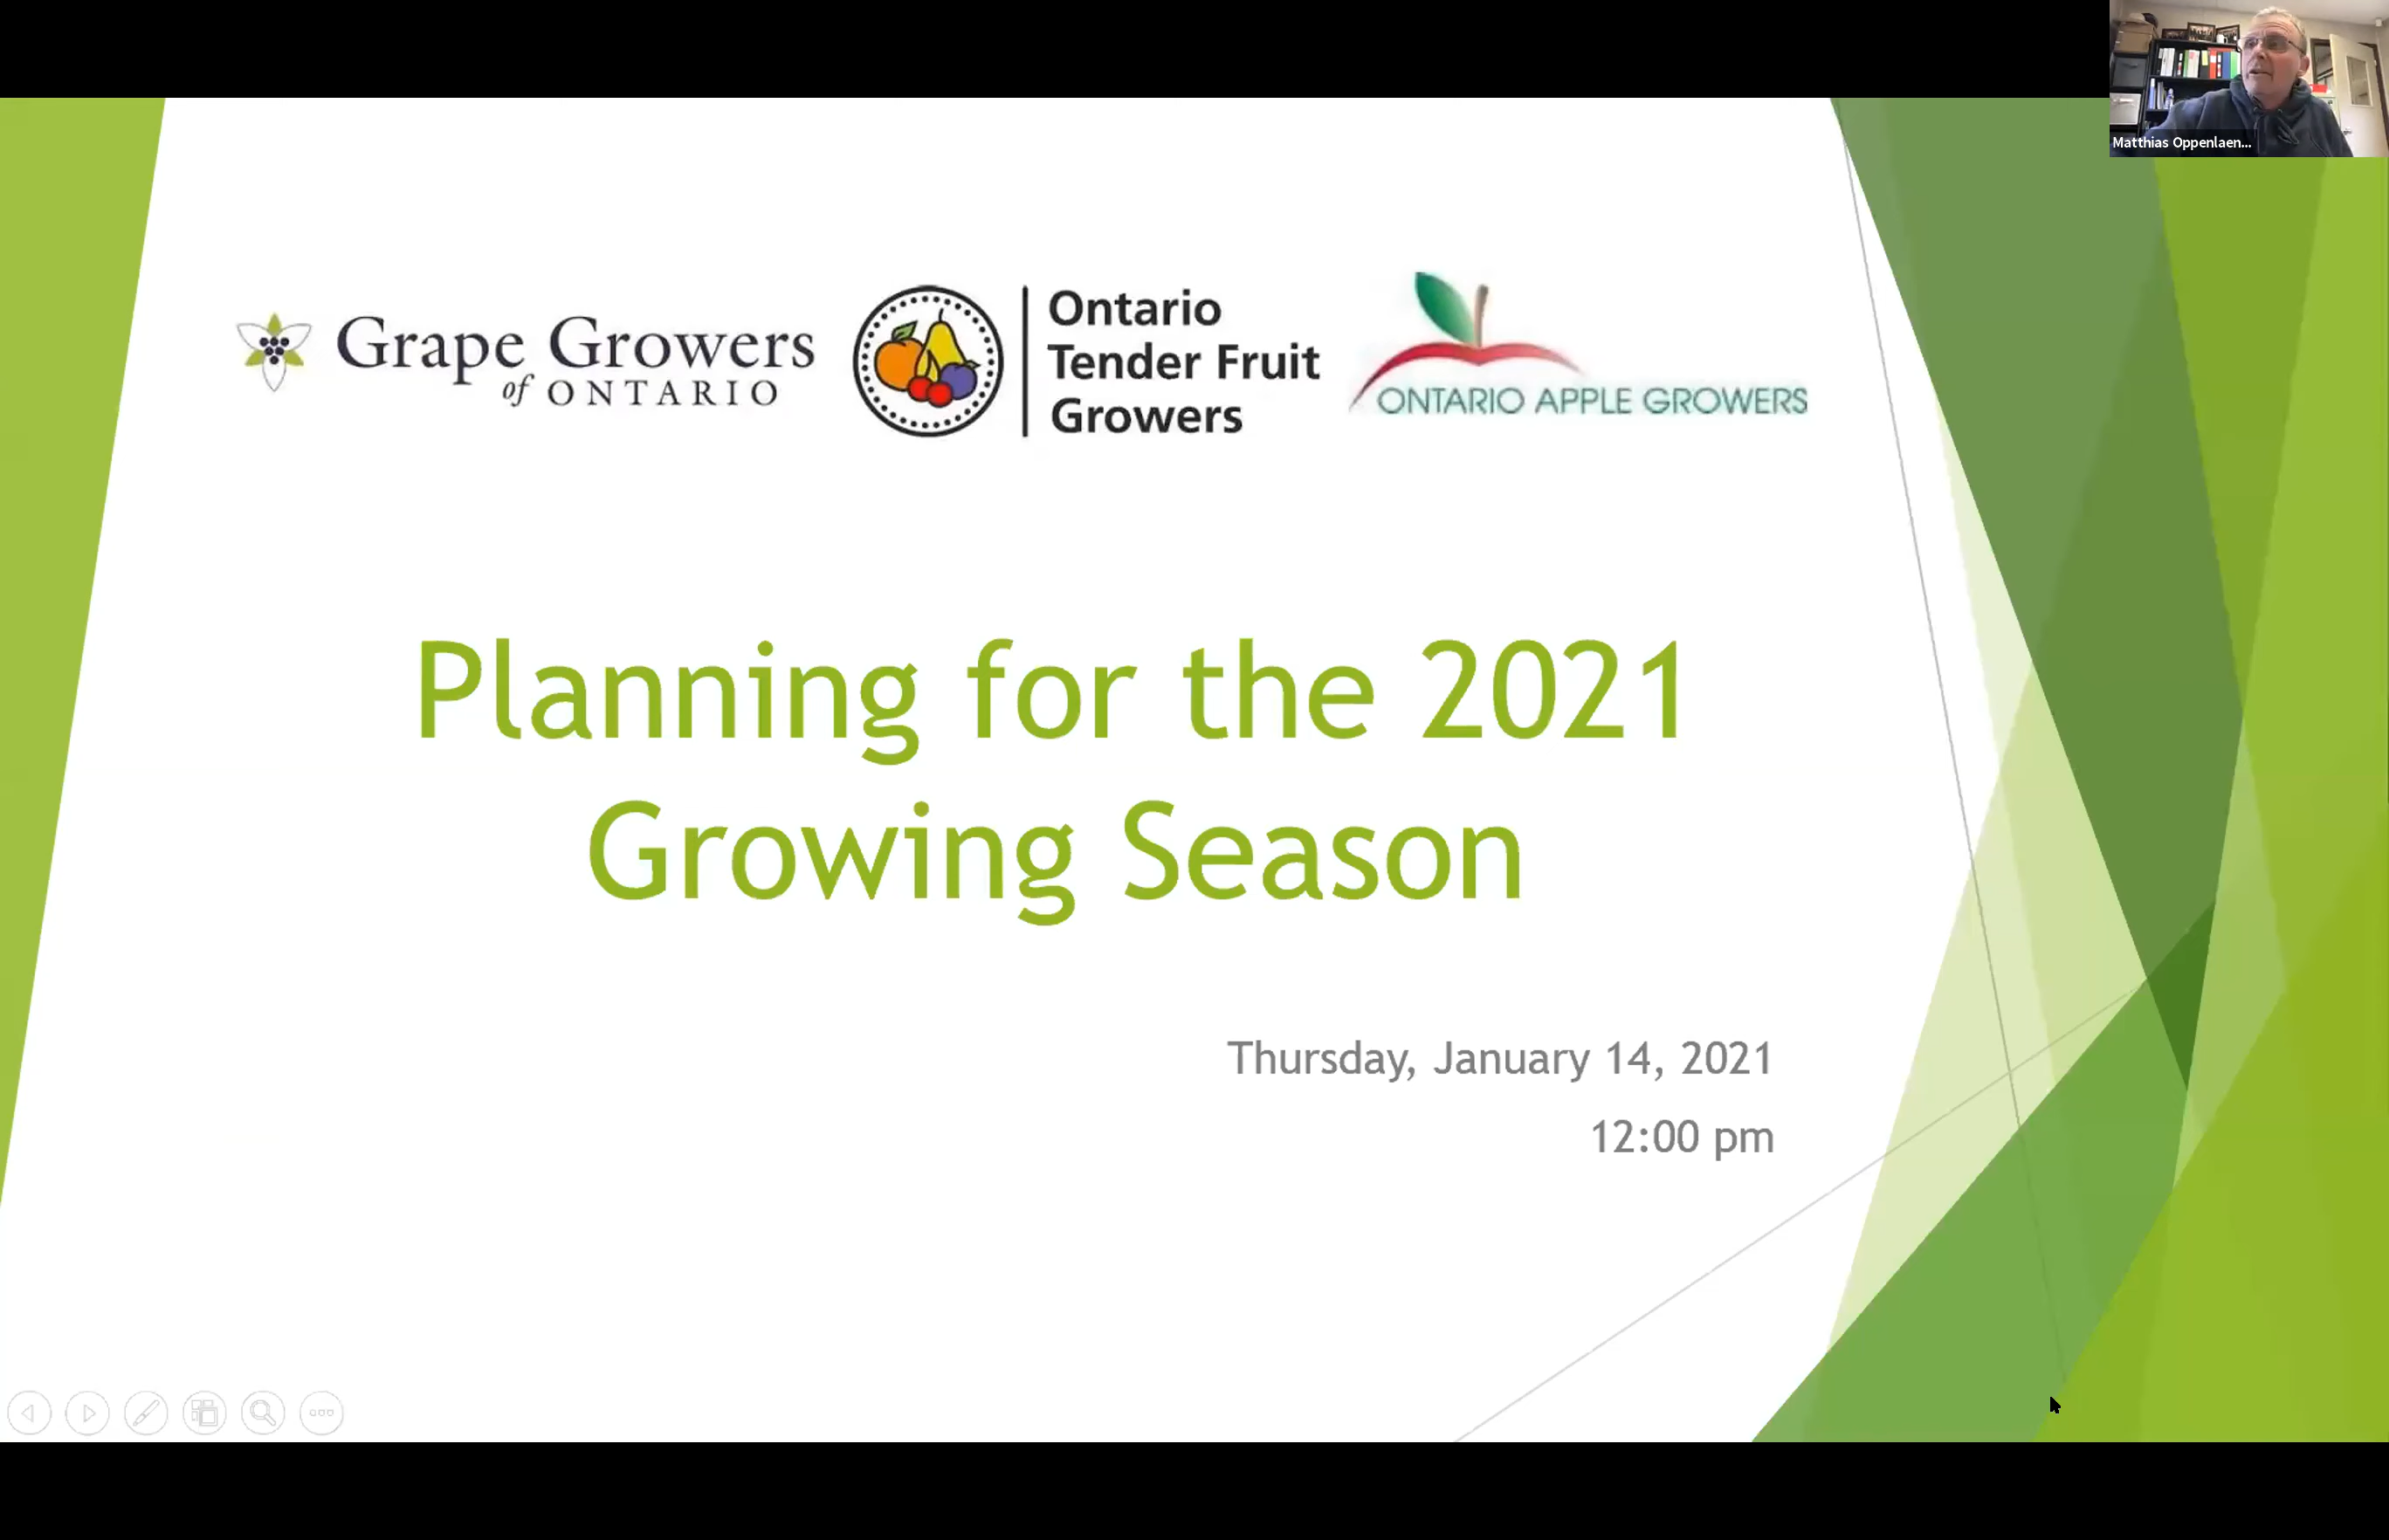 Matthias Oppenlaen...
Grape Growers
of ONTARIO
Ontario
Tender Fruit
Growers
ONTARIO APPLE GROWERS
Planning for the 2021
Growing Season
Thursday, January 14, 2021
12:00 pm